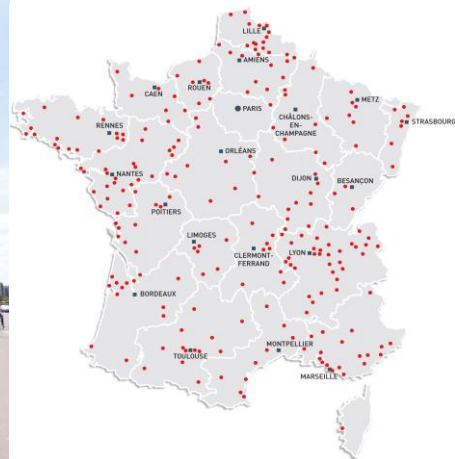 LILLE
AMIENS
ROUEN
CAEN
PARIS
METZ
CHÂLONS-
EN-
CHAMPAGNE
STRASBOURG
RENNES
ORLÉANS
NANTES
DIJON
BESANÇON
POITIERS
LIMOGES
CLERMONT-
FERRAND
LYON
BORDEAUX
TOULOUSE
MONTPELLIER
MARSEILLE